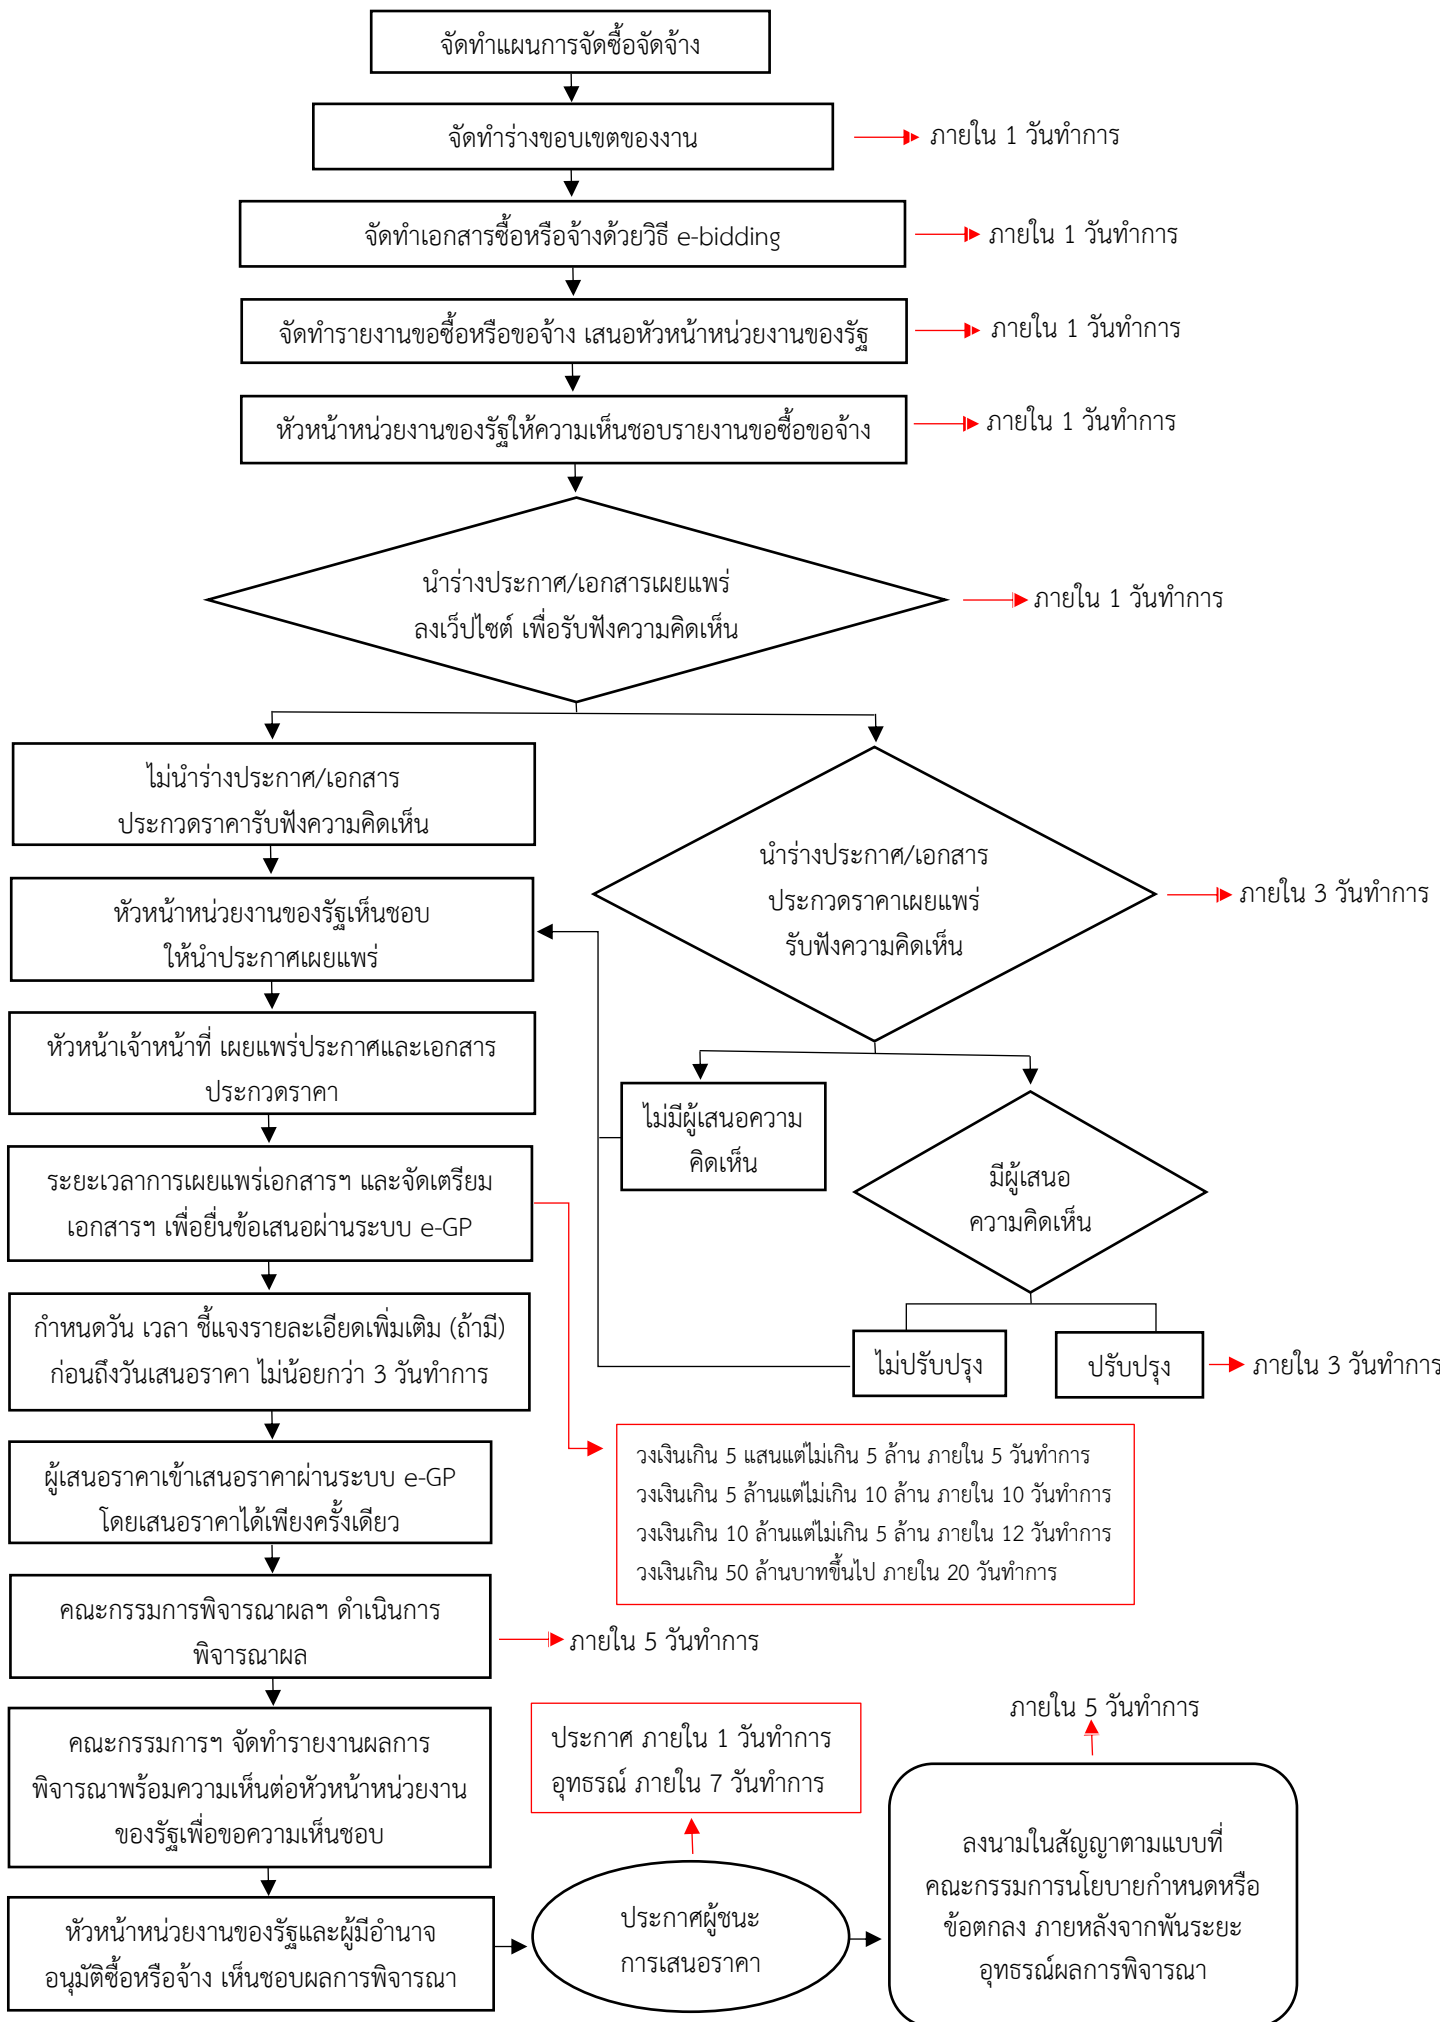 จัดทำแผนการจัดซื้อจัดจ้าง
จัดทำร่างขอบเขตของงาน
ภายใน 1 วันทำการ
จัดทำเอกสารซื้อหรือจ้างด้วยวิธี e-bidding
ภายใน 1 วันทำการ
จัดทำรายงานขอซื้อหรือขอจ้าง เสนอหัวหน้าหน่วยงานของรัฐ
ภายใน 1 วันทำการ
หัวหน้าหน่วยงานของรัฐให้ความเห็นชอบรายงานขอซื้อขอจ้าง
ภายใน 1 วันทำการ
นำร่างประกาศ/เอกสารเผยแพร่
ลงเว็ปไซต์ เพื่อรับฟังความคิดเห็น
ภายใน 1 วันทำการ
ไม่นำร่างประกาศ/เอกสาร
ประกวดราคารับฟังความคิดเห็น
นำร่างประกาศ/เอกสาร
ประกวดราคาเผยแพร่
รับฟังความคิดเห็น
ภายใน 3 วันทำการ
หัวหน้าหน่วยงานของรัฐเห็นชอบ
ให้นำประกาศเผยแพร่
หัวหน้าเจ้าหน้าที่ เผยแพร่ประกาศและเอกสาร
ประกวดราคา
ไม่มีผู้เสนอความ
คิดเห็น
มีผู้เสนอ
ความคิดเห็น
ระยะเวลาการเผยแพร่เอกสารฯ และจัดเตรียม
เอกสารฯ เพื่อยื่นข้อเสนอผ่านระบบ e-GP
กำหนดวัน เวลา ชี้แจงรายละเอียดเพิ่มเติม (ถ้ามี)
ก่อนถึงวันเสนอราคา ไม่น้อยกว่า 3 วันทำการ
ไม่ปรับปรุง
ปรับปรุง
ภายใน 3 วันทำการ
วงเงินเกิน 5 แสนแต่ไม่เกิน 5 ล้าน ภายใน 5 วันทำการ
วงเงินเกิน 5 ล้านแต่ไม่เกิน 10 ล้าน ภายใน 10 วันทำการ
วงเงินเกิน 10 ล้านแต่ไม่เกิน 5 ล้าน ภายใน 12 วันทำการ
วงเงินเกิน 50 ล้านบาทขึ้นไป ภายใน 20 วันทำการ
ผู้เสนอราคาเข้าเสนอราคาผ่านระบบ e-GP
โดยเสนอราคาได้เพียงครั้งเดียว
คณะกรรมการพิจารณาผลฯ ดำเนินการ
พิจารณาผล
ภายใน 5 วันทำการ
คณะกรรมการฯ จัดทำรายงานผลการ
พิจารณาพร้อมความเห็นต่อหัวหน้าหน่วยงาน
ของรัฐเพื่อขอความเห็นชอบ
ประกาศ ภายใน 1 วันทำการ
อุทธรณ์ ภายใน 7 วันทำการ
ภายใน 5 วันทำการ
หัวหน้าหน่วยงานของรัฐและผู้มีอำนาจ
อนุมัติซื้อหรือจ้าง เห็นชอบผลการพิจารณา
ประกาศผู้ชนะ
การเสนอราคา
ลงนามในสัญญาตามแบบที่
คณะกรรมการนโยบายกำหนดหรือ
ข้อตกลง ภายหลังจากพันระยะ
อุทธรณ์ผลการพิจารณา